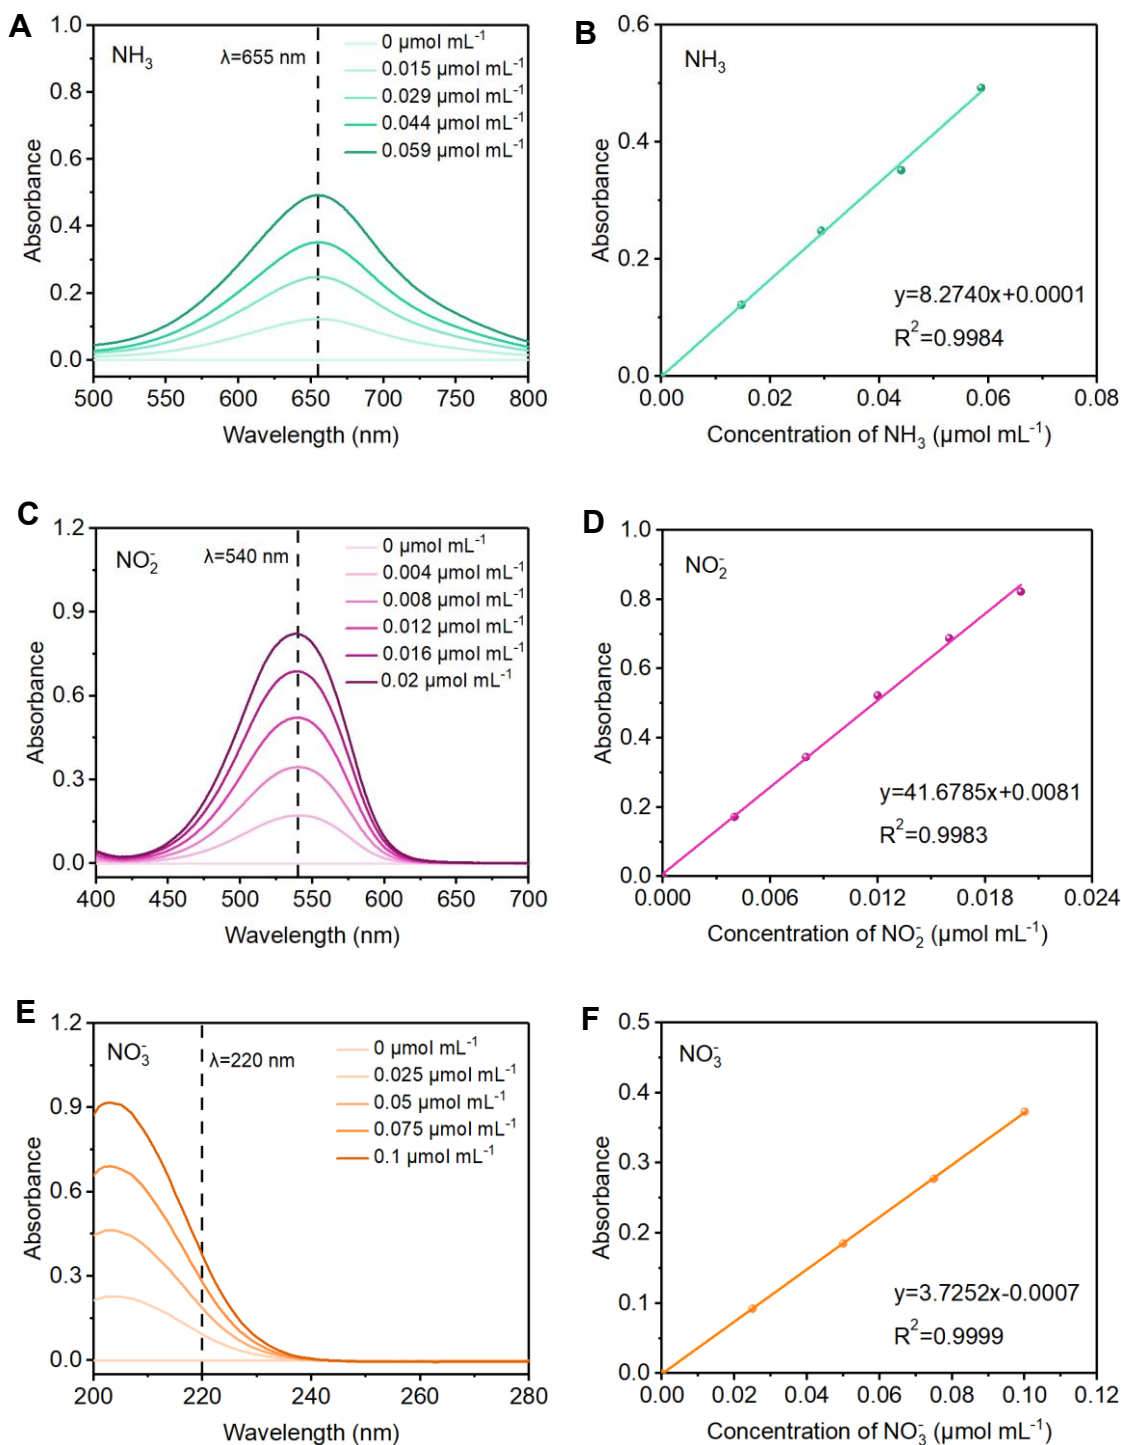 A
NH₃
λ=655 nm
0 µmol mL⁻¹
0.015 µmol mL⁻¹
0.029 µmol mL⁻¹
0.044 µmol mL⁻¹
0.059 µmol mL⁻¹
1.0
0.8
0.6
0.4
0.2
0.0
Absorbance
500 550 600 650 700 750 800
Wavelength (nm)
B
NH₃
0.6
0.4
0.2
0.0
Absorbance
y=8.2740x+0.0001
R²=0.9984
0.00 0.02 0.04 0.06 0.08
Concentration of NH₃ (µmol mL⁻¹)
C
NO₂⁻
λ=540 nm
0 µmol mL⁻¹
0.004 µmol mL⁻¹
0.008 µmol mL⁻¹
0.012 µmol mL⁻¹
0.016 µmol mL⁻¹
0.02 µmol mL⁻¹
1.2
0.9
0.6
0.3
0.0
Absorbance
400 450 500 550 600 650 700
Wavelength (nm)
D
NO₂⁻
1.0
0.8
0.6
0.4
0.2
0.0
Absorbance
y=41.6785x+0.0081
R²=0.9983
0.000 0.006 0.012 0.018 0.024
Concentration of NO₂⁻ (µmol mL⁻¹)
E
NO₃⁻
λ=220 nm
0 µmol mL⁻¹
0.025 µmol mL⁻¹
0.05 µmol mL⁻¹
0.075 µmol mL⁻¹
0.1 µmol mL⁻¹
1.2
0.9
0.6
0.3
0.0
Absorbance
200 220 240 260 280
Wavelength (nm)
F
NO₃⁻
0.5
0.4
0.3
0.2
0.1
0.0
Absorbance
y=3.7252x-0.0007
R²=0.9999
0.00 0.02 0.04 0.06 0.08 0.10 0.12
Concentration of NO₃⁻ (µmol mL⁻¹)